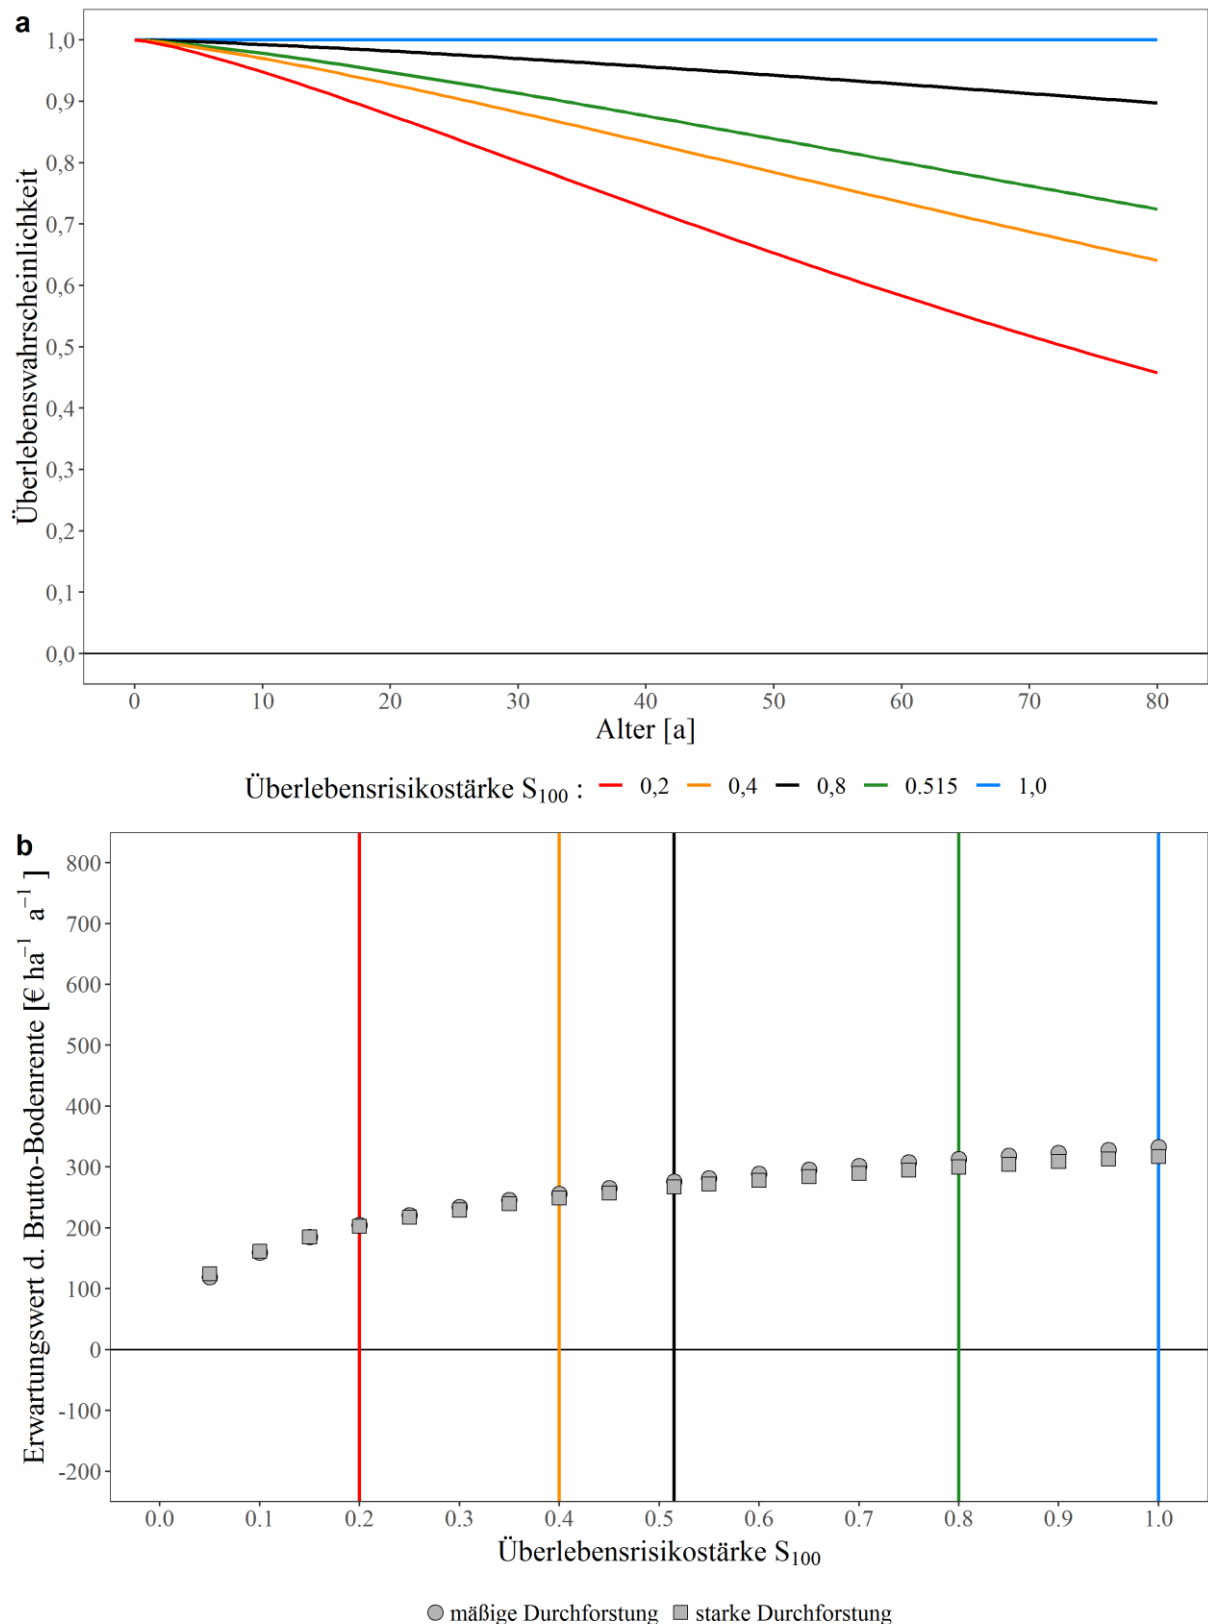 a
Überlebenswahrscheinlichkeit
1,0
0,9
0,8
0,7
0,6
0,5
0,4
0,3
0,2
0,1
0,0
0 10 20 30 40 50 60 70 80
Alter [a]
Überlebensrisikostärke S₁₀₀ : 0,2 0,4 0,8 0.515 1,0
b
Erwartungswert d. Brutto-Bodenrente [€ ha⁻¹ a⁻¹ ]
800
700
600
500
400
300
200
100
0
-100
-200
0.0 0.1 0.2 0.3 0.4 0.5 0.6 0.7 0.8 0.9 1.0
Überlebensrisikostärke S₁₀₀
mäßige Durchforstung starke Durchforstung